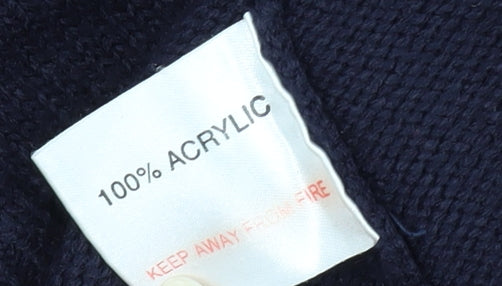 100% ACRYLIC
KEEP AWAY FROM FIRE